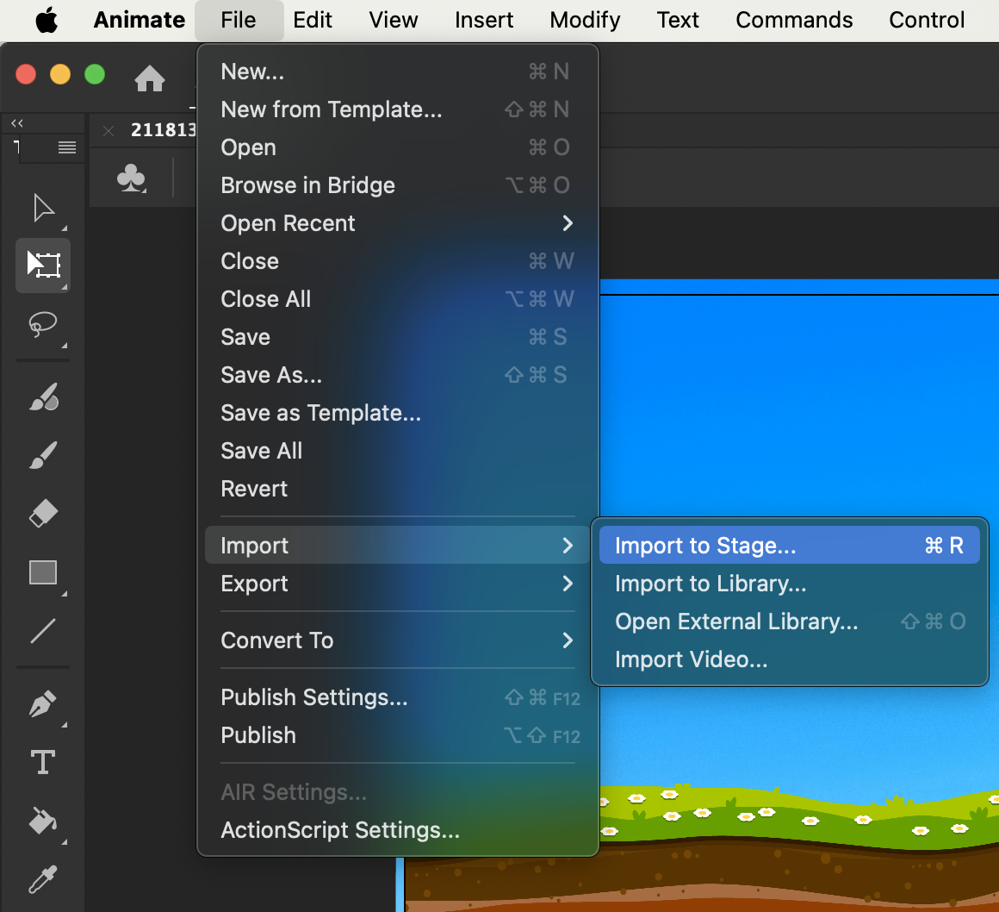 Animate File Edit View Insert Modify Text Commands Control
New... ⌘ N
New from Template... ⇧ ⌘ N
211813
Open ⌘ O
Browse in Bridge ⌥ ⌘ O
Open Recent
Close ⌘ W
Close All ⌥ ⌘ W
Save ⌘ S
Save As... ⇧ ⌘ S
Save as Template...
Save All
Revert
Import
Import to Stage... ⌘ R
Export
Import to Library...
Open External Library... ⇧ ⌘ O
Convert To
Import Video...
Publish Settings... ⇧ ⌘ F12
Publish ⌥ ⇧ F12
AIR Settings...
ActionScript Settings...